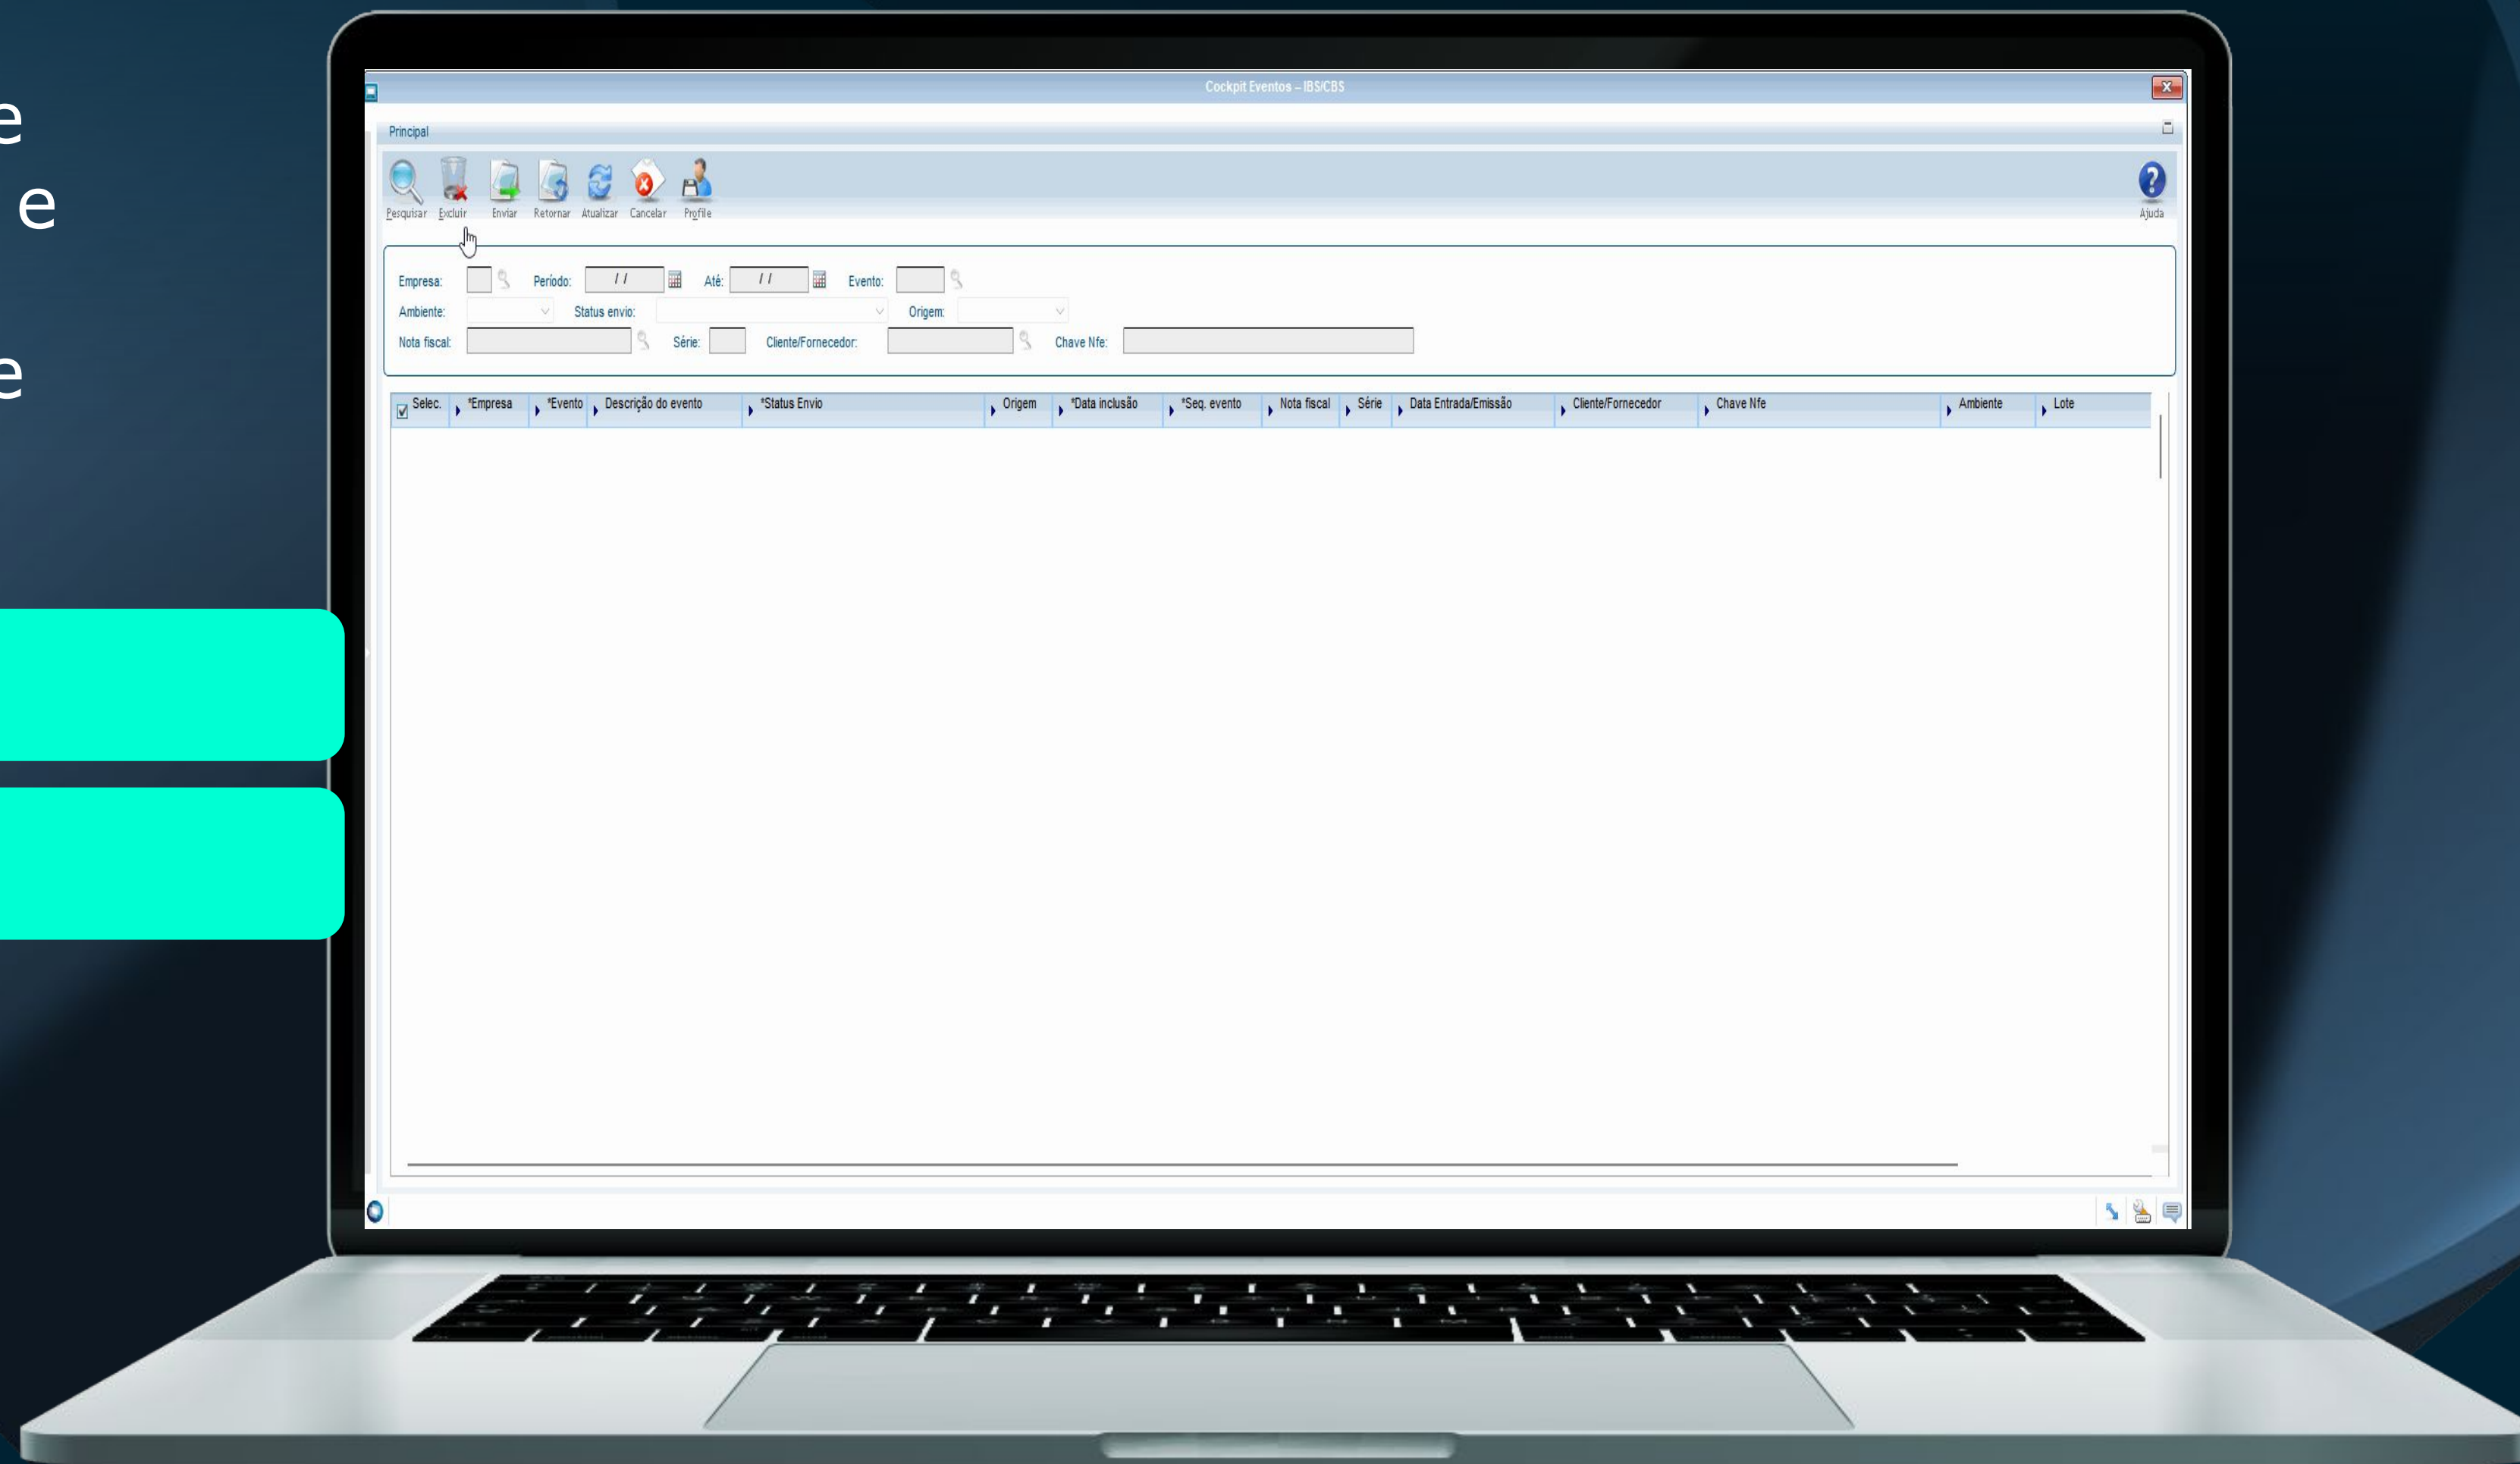 e
e
e
Cockpit Eventos – IBS/CBS
Principal
Pesquisar Excluir Enviar Retornar Atualizar Cancelar Profile Ajuda
Empresa: Período: / / Até: / / Evento:
Ambiente: Status envio: Origem:
Nota fiscal: Série: Cliente/Fornecedor: Chave Nfe:
Selec. *Empresa *Evento Descrição do evento *Status Envio Origem *Data inclusão *Seq. evento Nota fiscal Série Data Entrada/Emissão Cliente/Fornecedor Chave Nfe Ambiente Lote